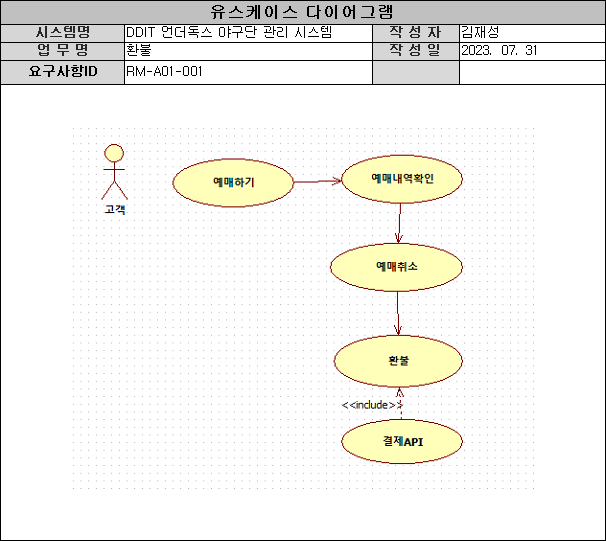 유스케이스 다이어그램
시스템명 DDIT 언더독스 야구단 관리 시스템 작 성 자 김재성
업 무 명 환불 작 성 일 2023. 07. 31
요구사항ID RM-A01-001
고객
예매하기
예매내역확인
예매취소
환불
<<include>>
결제API